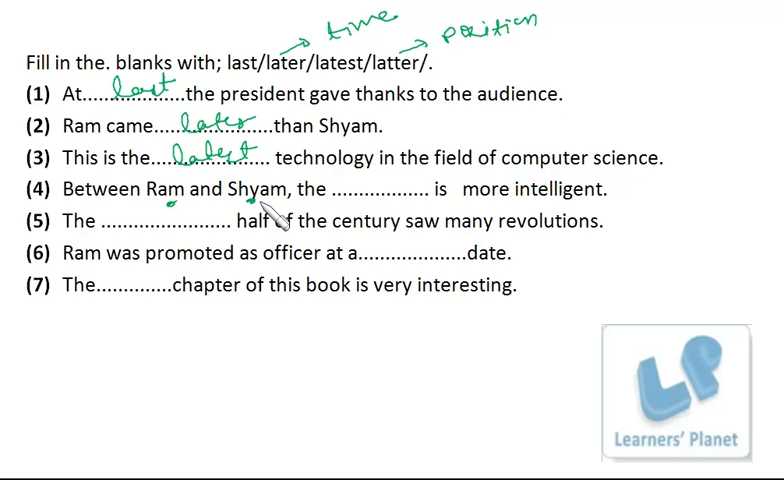 time
position
Fill in the. blanks with; last/later/latest/latter/.
(1) At....last....the president gave thanks to the audience.
(2) Ram came....later....than Shyam.
(3) This is the....latest.... technology in the field of computer science.
(4) Between Ram and Shyam, the .................. is more intelligent.
(5) The ........................ half of the century saw many revolutions.
(6) Ram was promoted as officer at a....................date.
(7) The..............chapter of this book is very interesting.
LP
Learners' Planet